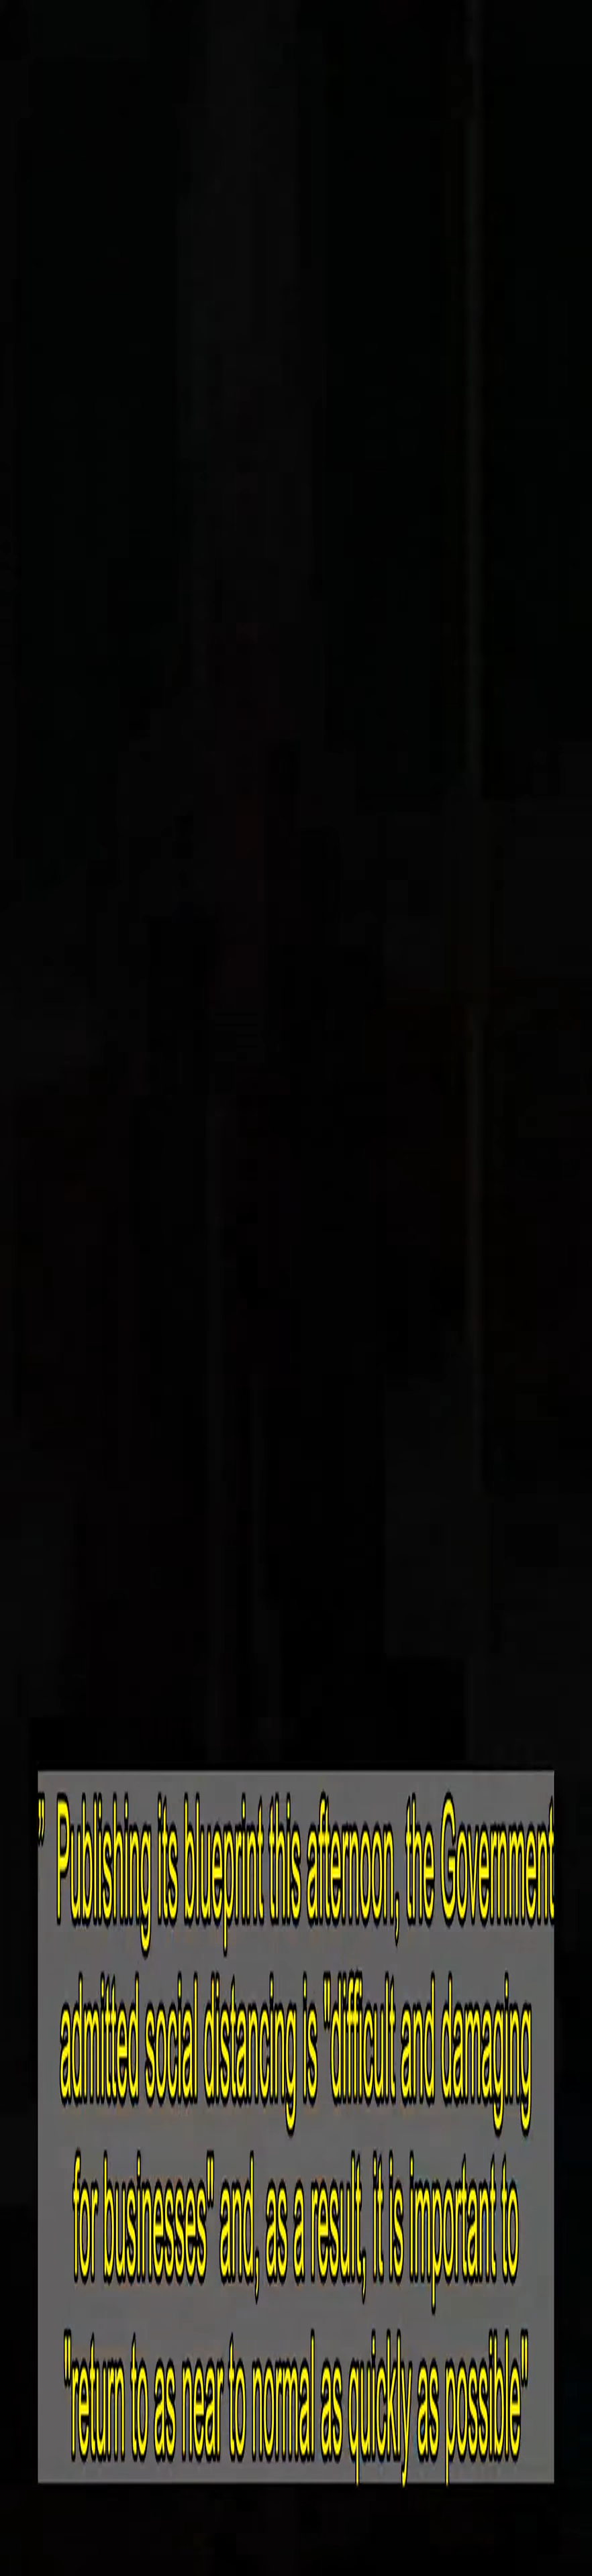 " Publishing its blueprint this afternoon, the Government
admitted social distancing is "difficult and damaging
for businesses" and, as a result, it is important to
"return to as near to normal as quickly as possible"